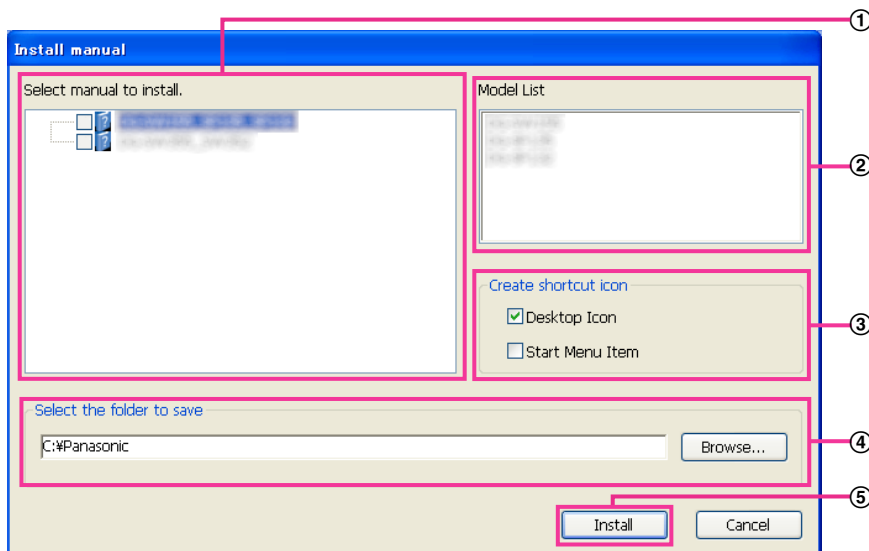 ①
Install manual
Select manual to install.
Model List
②
Create shortcut icon
Desktop Icon
③
Start Menu Item
Select the folder to save
C:¥Panasonic
Browse...
④
⑤
Install
Cancel